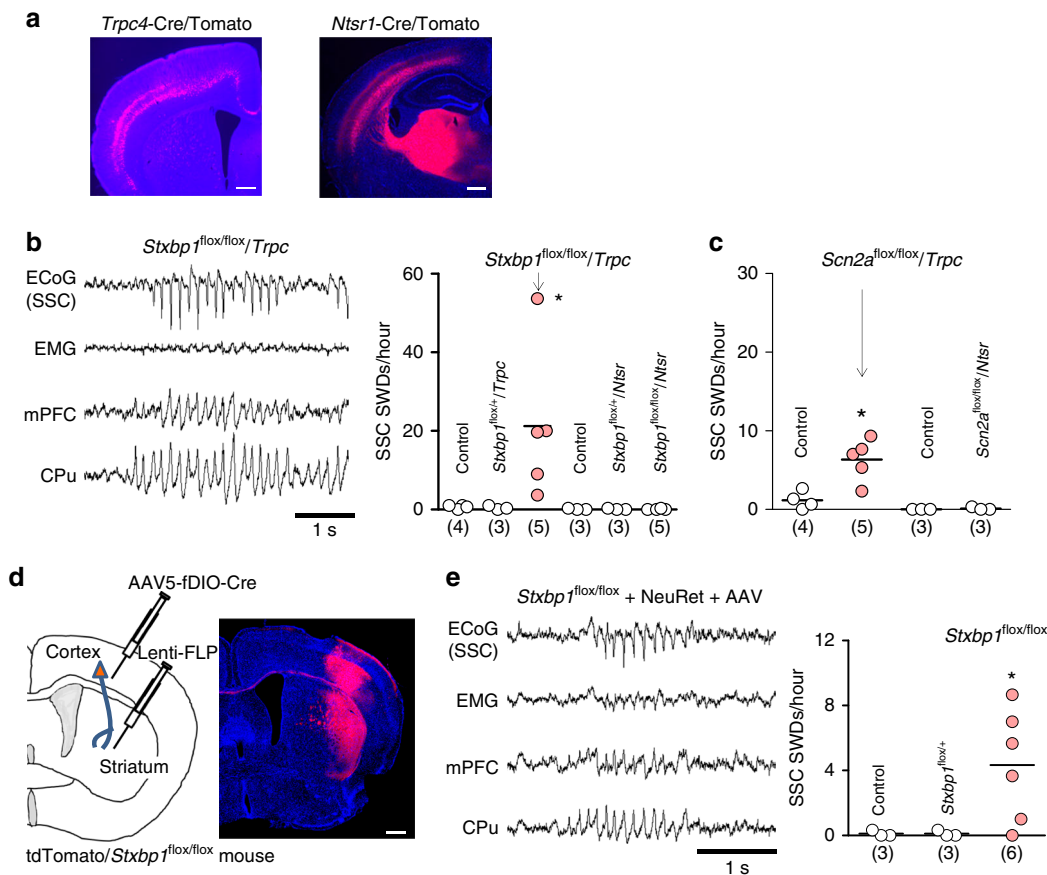 a
Trpc4-Cre/Tomato
Ntsr1-Cre/Tomato
b
Stxbp1flox/flox/Trpc
ECoG
(SSC)
EMG
mPFC
CPu
1 s
Stxbp1flox/flox/Trpc
SSC SWDs/hour
60
40
20
0
*
Control
Stxbp1flox/+/Trpc
Control
Stxbp1flox/+/Ntsr
Stxbp1flox/flox/Ntsr
(4)
(3)
(5)
(3)
(3)
(5)
c
Scn2aflox/flox/Trpc
SSC SWDs/hour
30
20
10
0
Control
*
Control
Scn2aflox/flox/Ntsr
(4)
(5)
(3)
(3)
d
AAV5-fDIO-Cre
Cortex
Lenti-FLP
Striatum
tdTomato/Stxbp1flox/flox mouse
e
Stxbp1flox/flox + NeuRet + AAV
ECoG
(SSC)
EMG
mPFC
CPu
1 s
Stxbp1flox/flox
SSC SWDs/hour
12
8
4
0
Control
Stxbp1flox/+
*
(3)
(3)
(6)